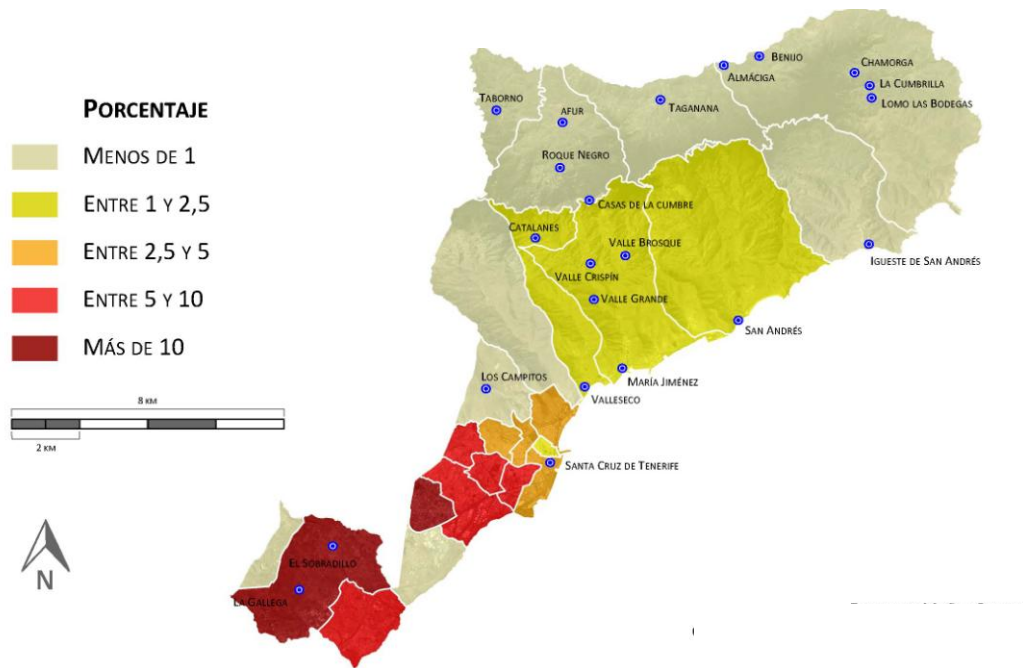 PORCENTAJE
MENOS DE 1
ENTRE 1 Y 2,5
ENTRE 2,5 Y 5
ENTRE 5 Y 10
MÁS DE 10
8 KM
2 KM
N
BENIJO
ALMÁCIGA
CHAMORGA
LA CUMBRILLA
LOMO LAS BODEGAS
TABORNO
AFUR
TAGANANA
ROQUE NEGRO
CASAS DE LA CUMBRE
CATALANES
VALLE BROSQUE
VALLE CRISPÍN
IGUESTE DE SAN ANDRÉS
VALLE GRANDE
SAN ANDRÉS
MARÍA JIMÉNEZ
LOS CAMPITOS
VALLESECO
SANTA CRUZ DE TENERIFE
EL SOBRADILLO
LA GALLEGA